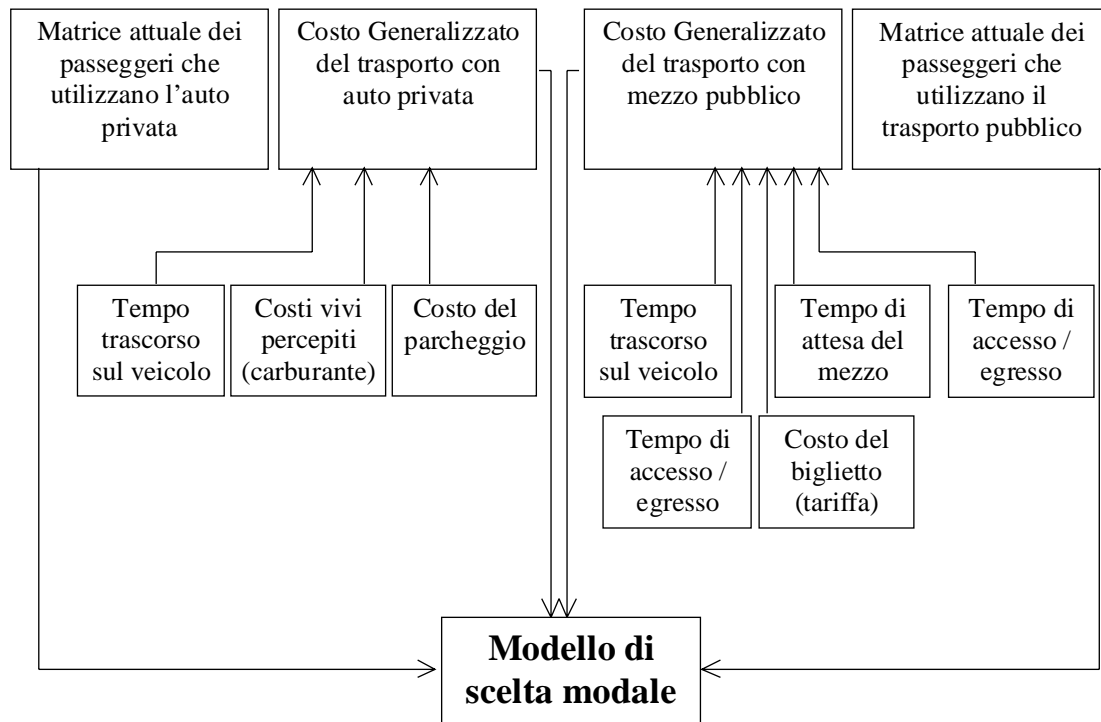 Matrice attuale dei
passeggeri che
utilizzano l’auto
privata
Costo Generalizzato
del trasporto con
auto privata
Costo Generalizzato
del trasporto con
mezzo pubblico
Matrice attuale dei
passeggeri che
utilizzano il
trasporto pubblico
Tempo
trascorso
sul veicolo
Costi vivi
percepiti
(carburante)
Costo del
parcheggio
Tempo
trascorso
sul veicolo
Tempo di
attesa del
mezzo
Tempo di
accesso /
egresso
Tempo di
accesso /
egresso
Costo del
biglietto
(tariffa)
Modello di
scelta modale